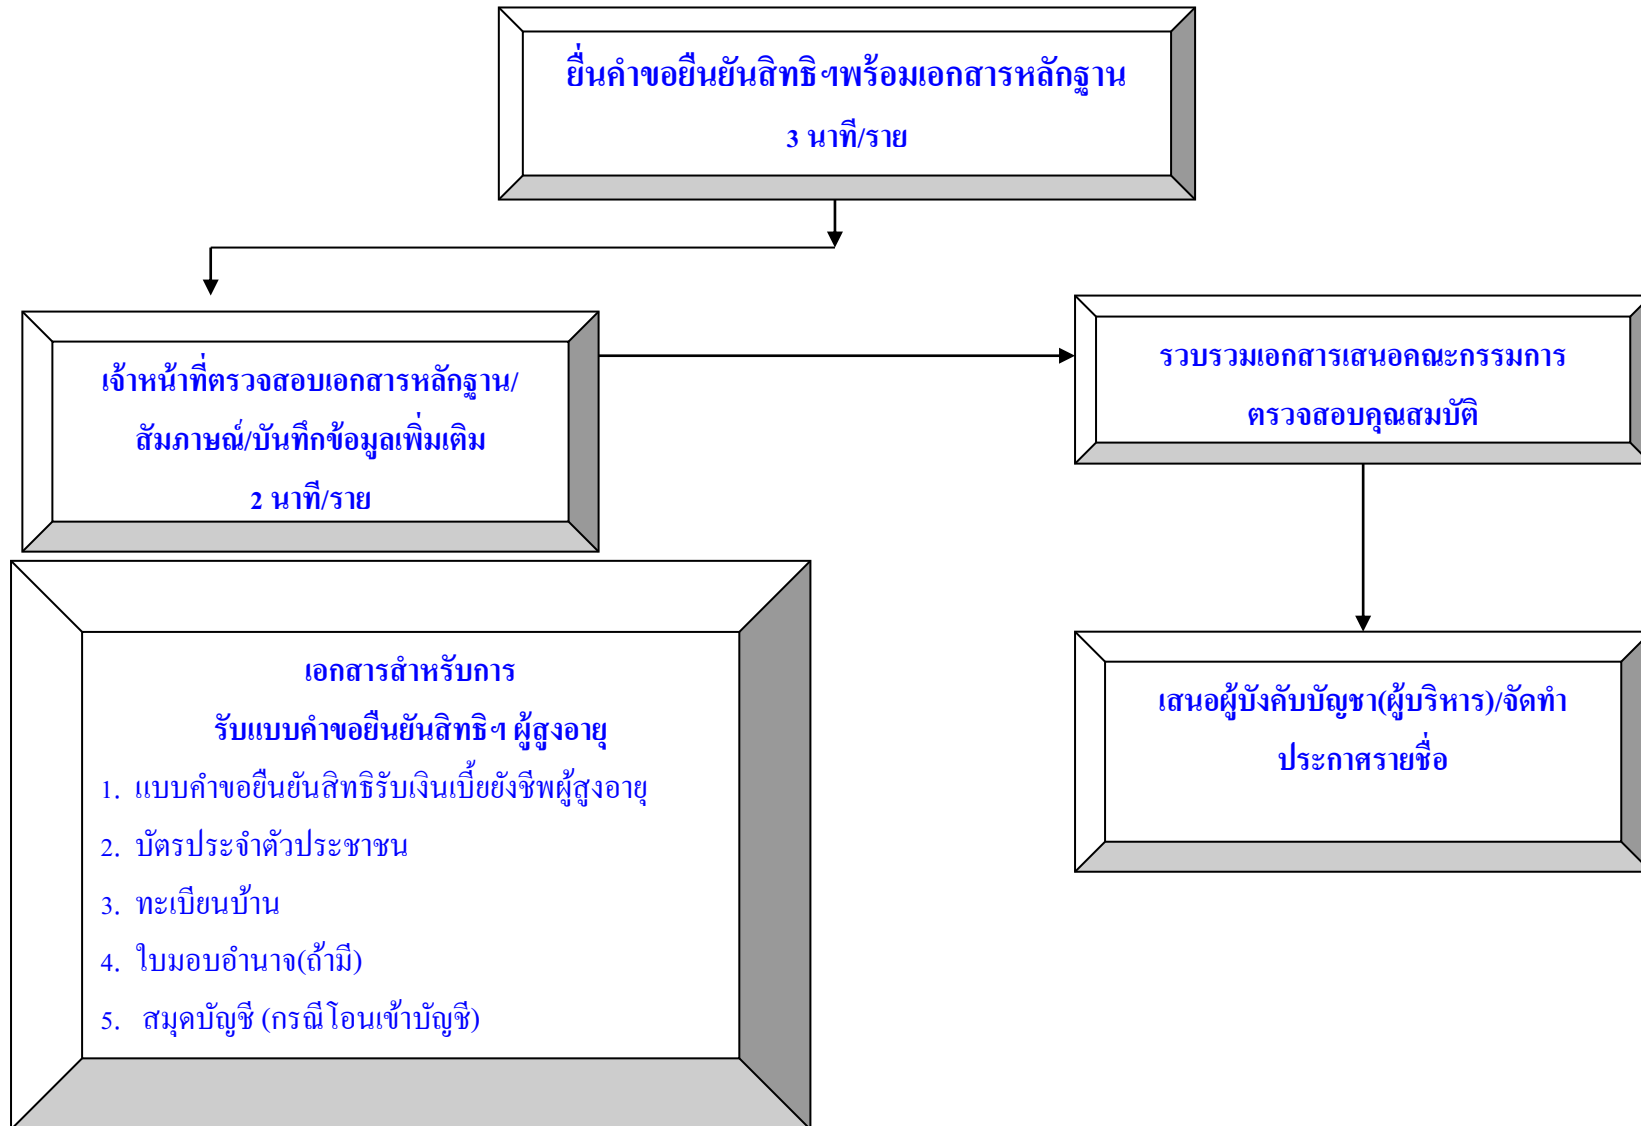 ยื่นคำขอยืนยันสิทธิฯพร้อมเอกสารหลักฐาน
3 นาที/ราย
เจ้าหน้าที่ตรวจสอบเอกสารหลักฐาน/
สัมภาษณ์/บันทึกข้อมูลเพิ่มเติม
2 นาที/ราย
รวบรวมเอกสารเสนอคณะกรรมการ
ตรวจสอบคุณสมบัติ
เสนอผู้บังคับบัญชา(ผู้บริหาร)/จัดทำ
ประกาศรายชื่อ
เอกสารสำหรับการ
รับแบบคำขอยืนยันสิทธิฯ ผู้สูงอายุ
1. แบบคำขอยืนยันสิทธิรับเงินเบี้ยยังชีพผู้สูงอายุ
2. บัตรประจำตัวประชาชน
3. ทะเบียนบ้าน
4. ใบมอบอำนาจ(ถ้ามี)
5. สมุดบัญชี (กรณีโอนเข้าบัญชี)